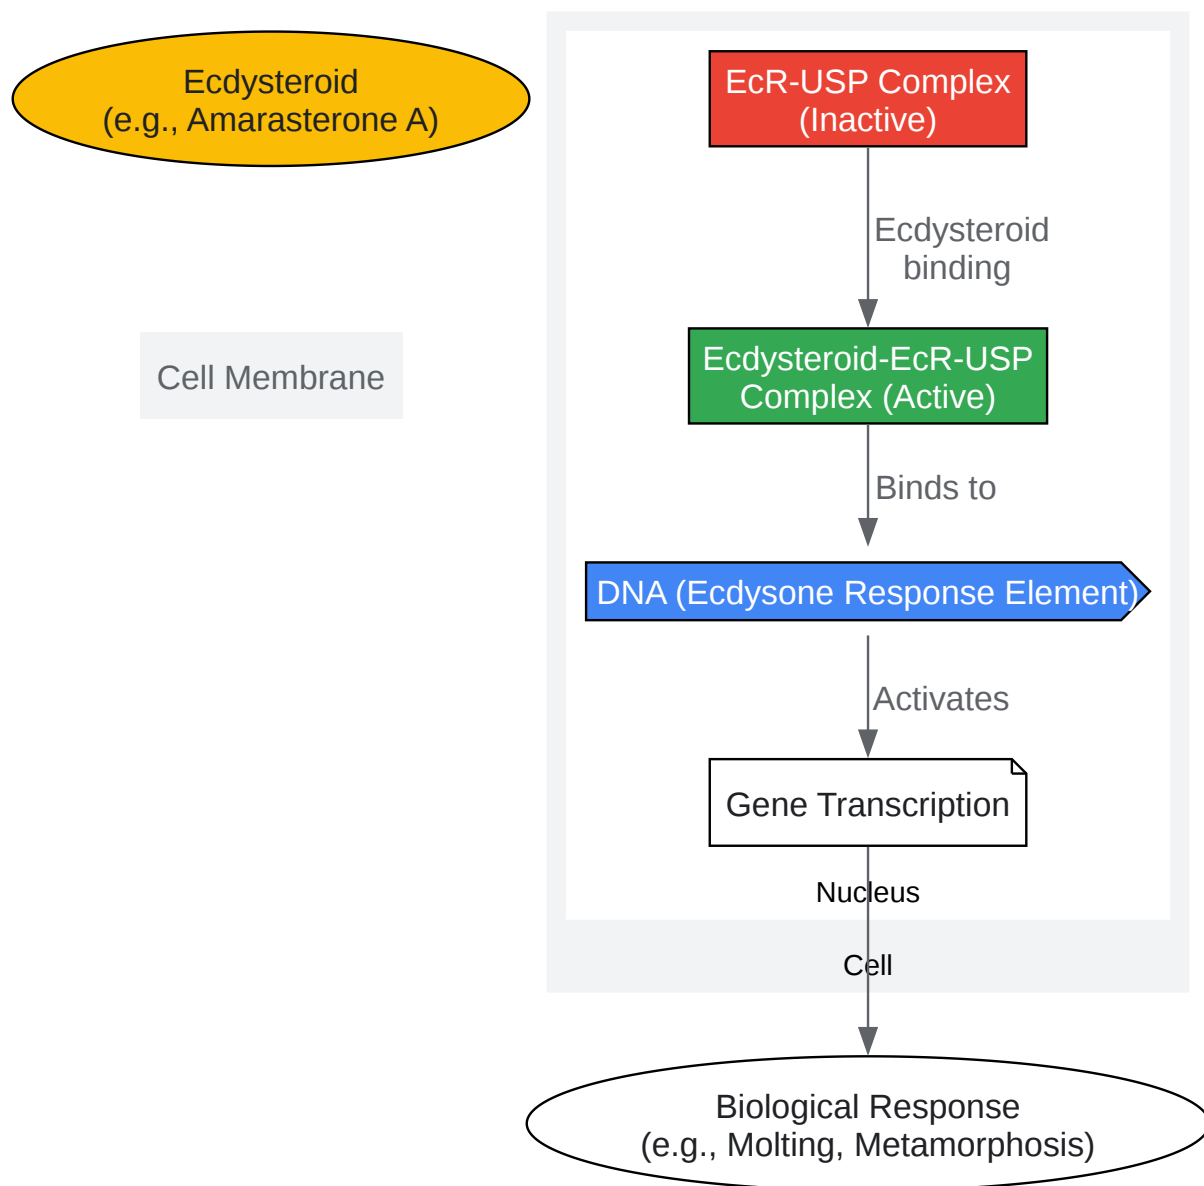 Ecdysteroid
(e.g., Amarasterone A)
EcR-USP Complex
(Inactive)
Ecdysteroid
binding
Cell Membrane
Ecdysteroid-EcR-USP
Complex (Active)
Binds to
DNA (Ecdysone Response Element)
Activates
Gene Transcription
Nucleus
Cell
Biological Response
(e.g., Molting, Metamorphosis)